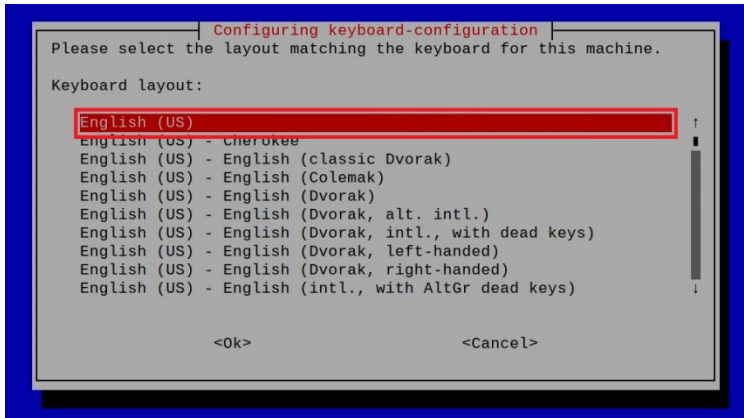 Configuring keyboard-configuration
Please select the layout matching the keyboard for this machine.
Keyboard layout:
English (US)
English (US) - Cherokee
English (US) - English (classic Dvorak)
English (US) - English (Colemak)
English (US) - English (Dvorak)
English (US) - English (Dvorak, alt. intl.)
English (US) - English (Dvorak, intl., with dead keys)
English (US) - English (Dvorak, left-handed)
English (US) - English (Dvorak, right-handed)
English (US) - English (intl., with AltGr dead keys)
<Ok> <Cancel>